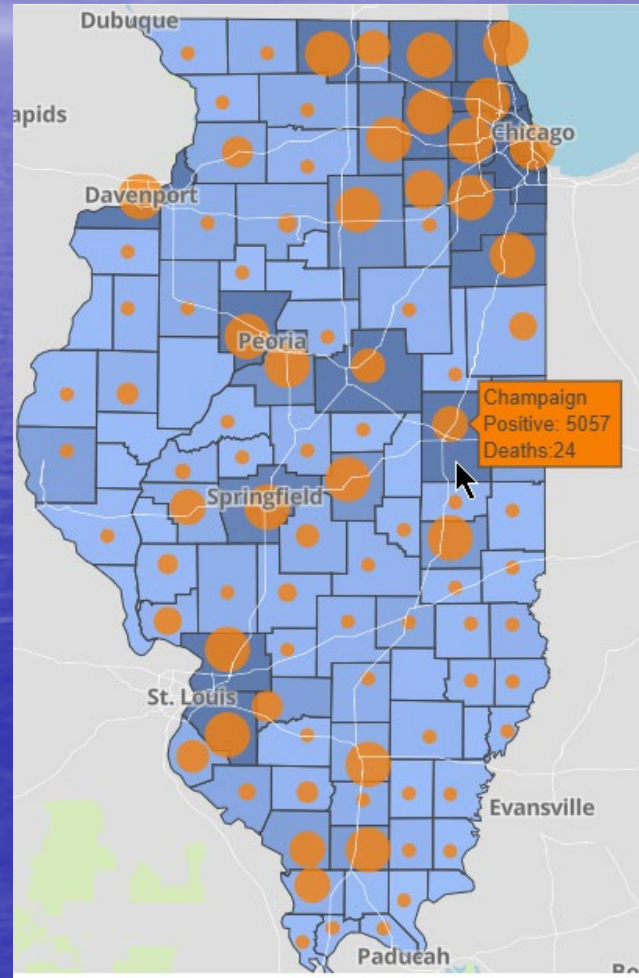 Dubuque
apids
Chicago
Davenport
Peoria
Champaign
Positive: 5057
Deaths:24
Springfield
St. Louis
Evansville
Paducah